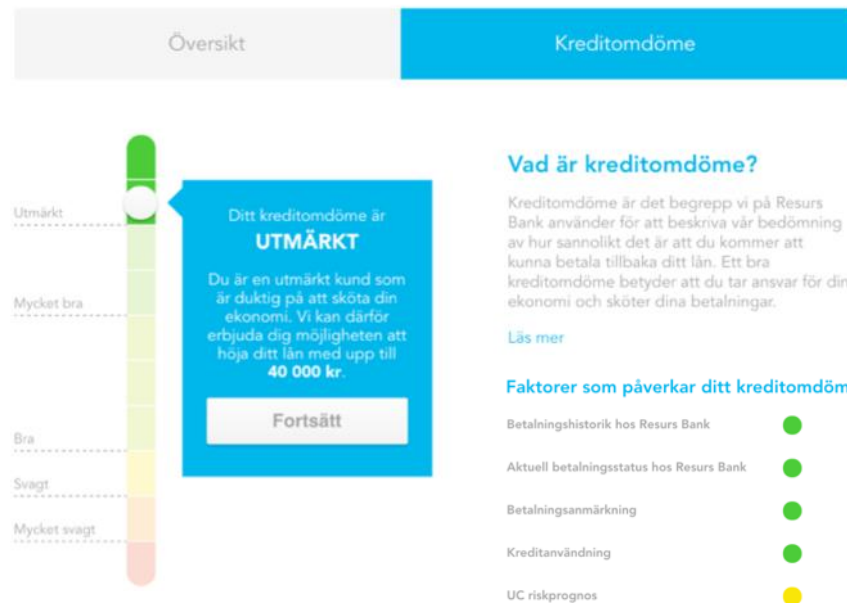 Översikt
Kreditomdöme
Utmärkt
Mycket bra
Bra
Svagt
Mycket svagt
Ditt kreditomdöme är
UTMÄRKT
Du är en utmärkt kund som
är duktig på att sköta din
ekonomi. Vi kan därför
erbjuda dig möjligheten att
höja ditt lån med upp till
40 000 kr.
Fortsätt
Vad är kreditomdöme?
Kreditomdöme är det begrepp vi på Resurs
Bank använder för att beskriva vår bedömning
av hur sannolikt det är att du kommer att
kunna betala tillbaka ditt lån. Ett bra
kreditomdöme betyder att du tar ansvar för din
ekonomi och sköter dina betalningar.
Läs mer
Faktorer som påverkar ditt kreditomdöm
Betalningshistorik hos Resurs Bank
Aktuell betalningsstatus hos Resurs Bank
Betalningsanmärkning
Kreditanvändning
UC riskprognos